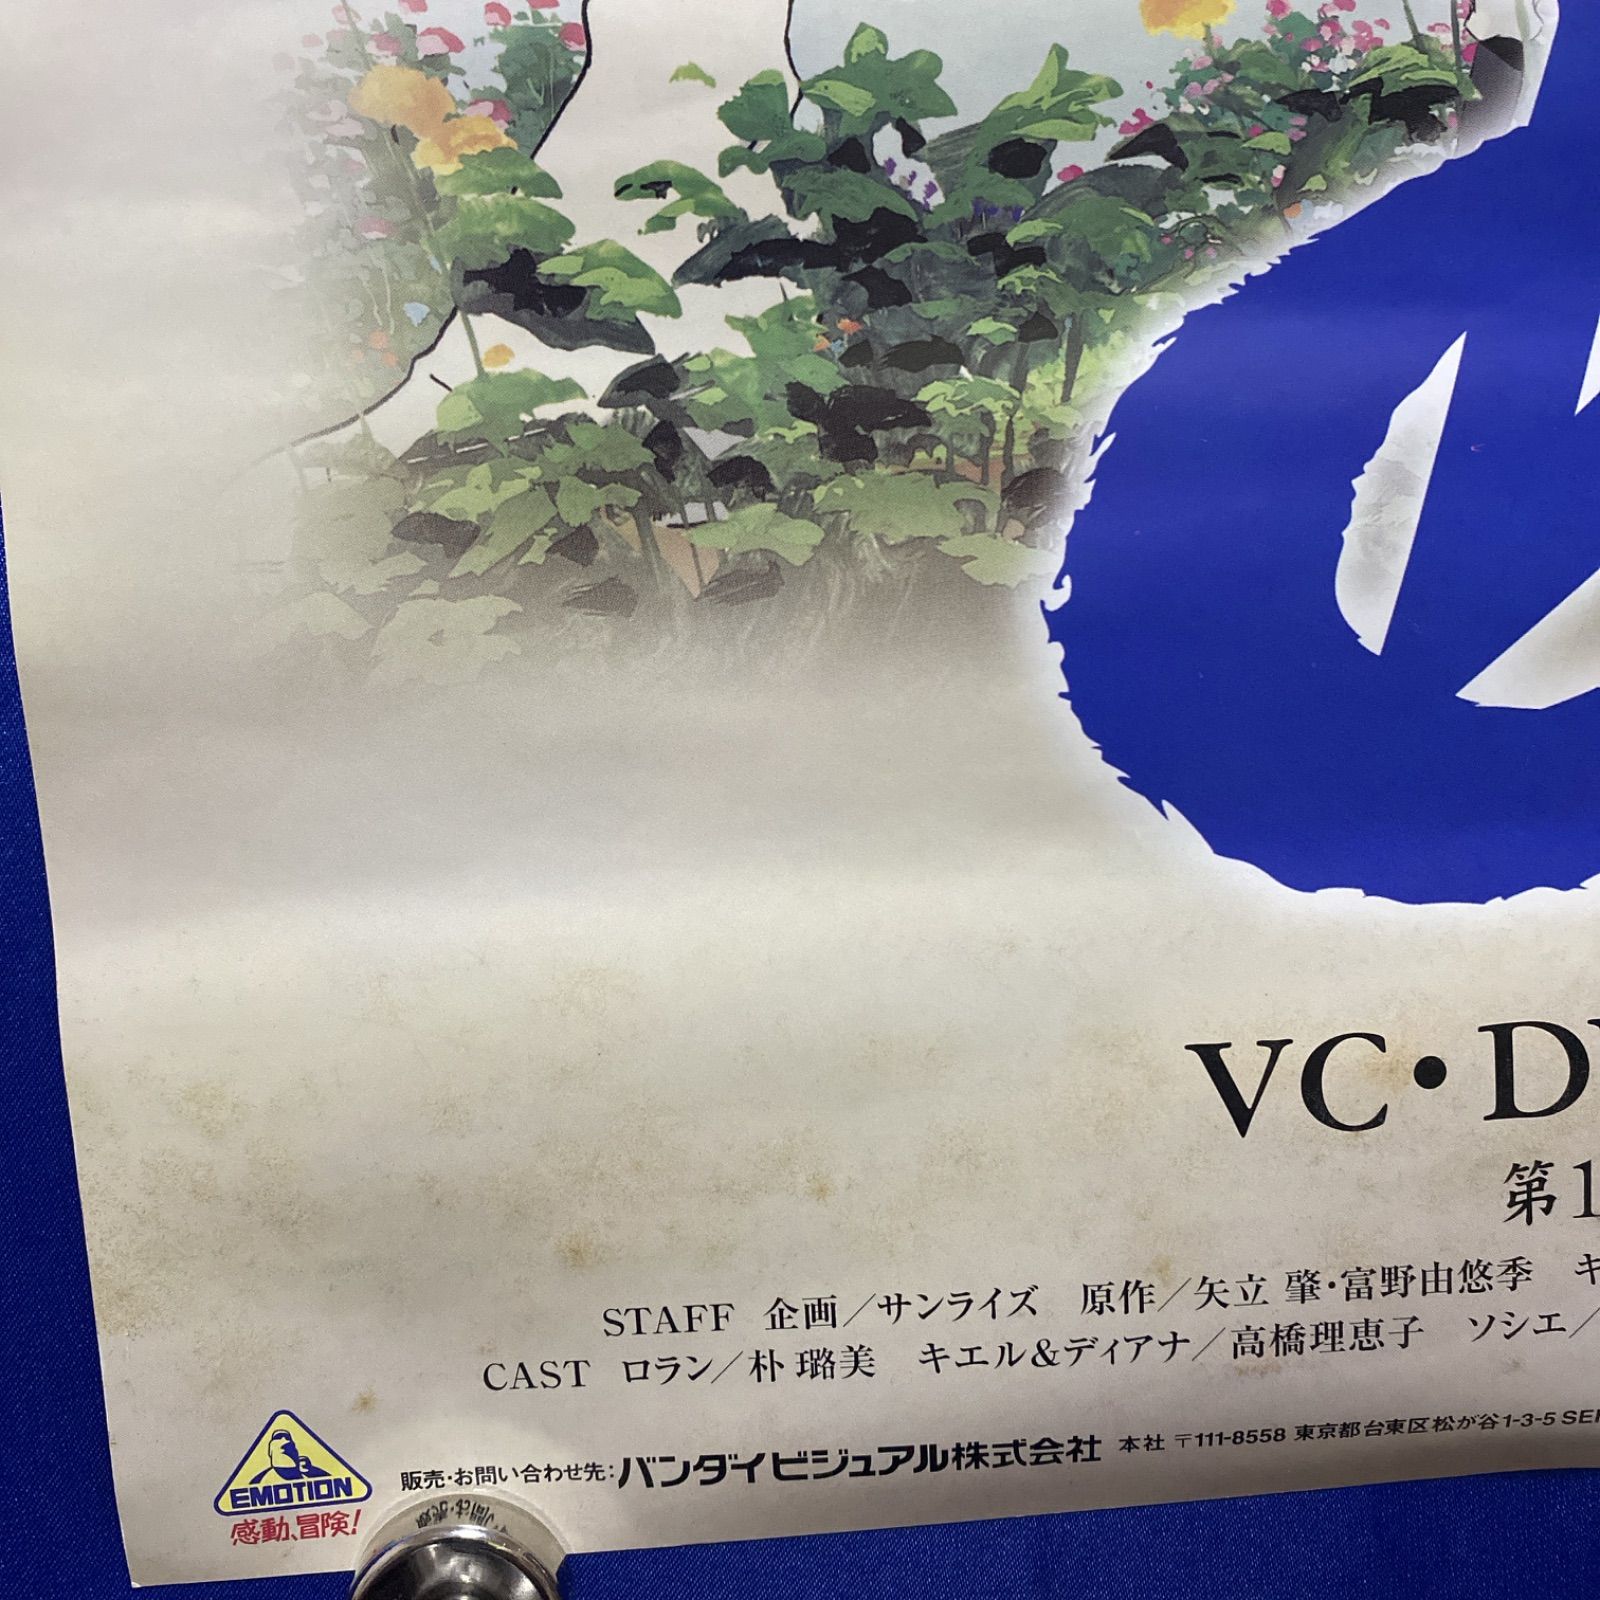 VC・D
第1
STAFF 企画／サンライズ 原作／矢立 肇・富野由悠季 キ
CAST ロラン／朴 璐美 キエル＆ディアナ／高橋理恵子 ソシエ／
EMOTION
感動、冒険！
販売・お問い合わせ先：バンダイビジュアル株式会社 本社 〒111-8558 東京都台東区松が谷1-3-5 SE